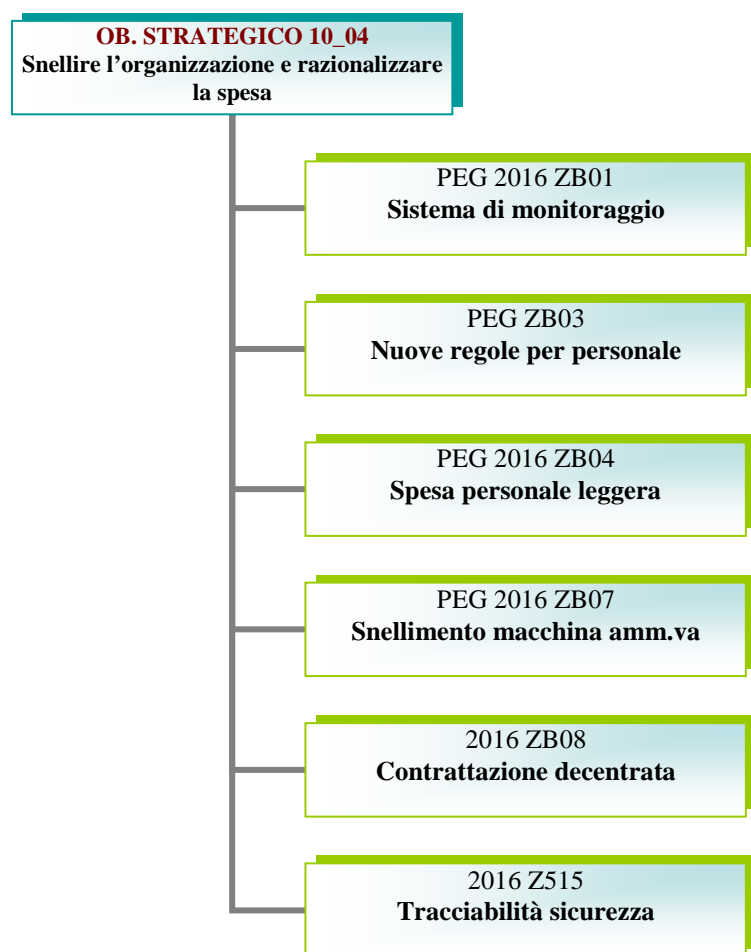 OB. STRATEGICO 10_04
Snellire l'organizzazione e razionalizzare
la spesa
PEG 2016 ZB01
Sistema di monitoraggio
PEG ZB03
Nuove regole per personale
PEG 2016 ZB04
Spesa personale leggera
PEG 2016 ZB07
Snellimento macchina amm.va
2016 ZB08
Contrattazione decentrata
2016 Z515
Tracciabilità sicurezza